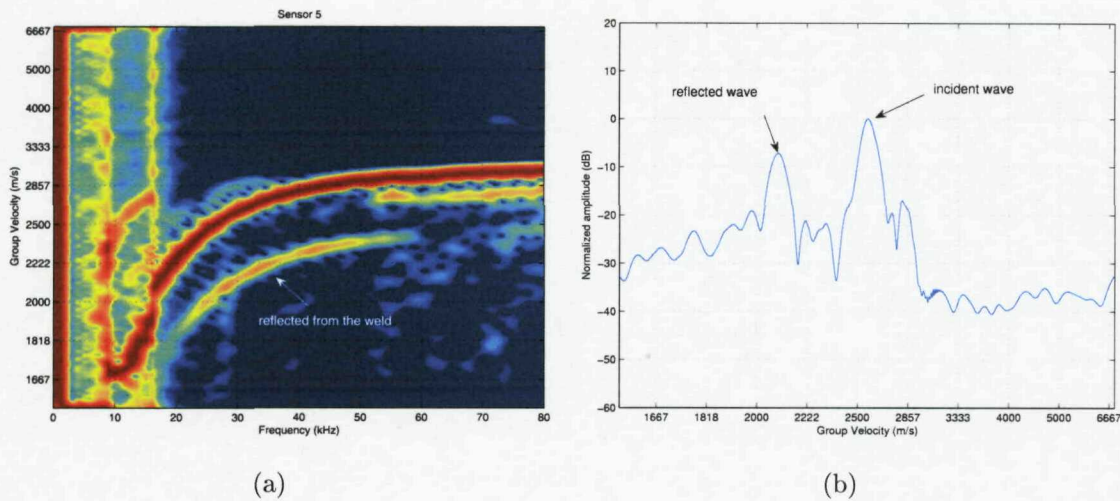 Sensor 5
6667
5000
4000
3333
2857
2500
2222
2000
1818
1667
Group Velocity (m/s)
reflected from the weld
0 10 20 30 40 50 60 70 80
Frequency (kHz)
(a)
20
10
0
−10
−20
−30
−40
−50
−60
Normalized amplitude (dB)
reflected wave
incident wave
1667 1818 2000 2222 2500 2857 3333 4000 5000 6667
Group Velocity (m/s)
(b)